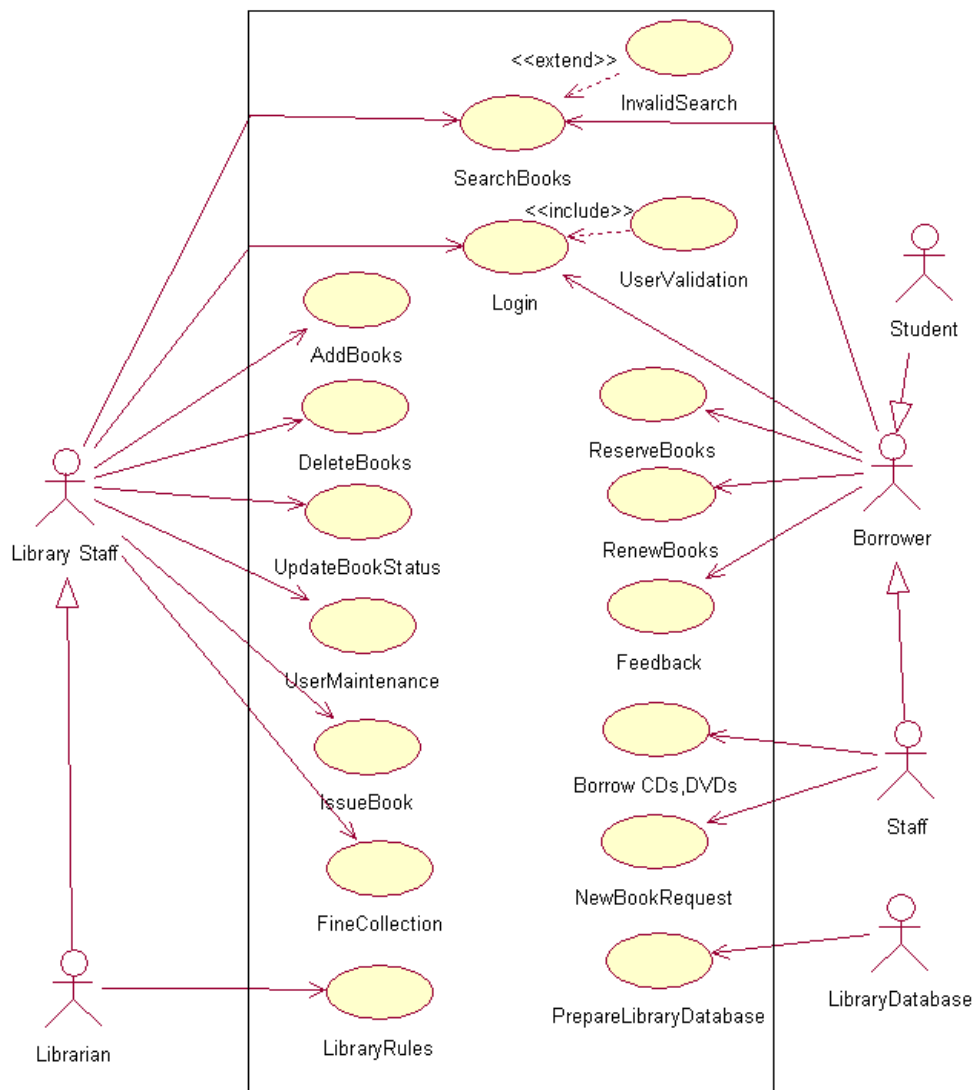 <<extend>>
InvalidSearch
SearchBooks
<<include>>
UserValidation
Login
Student
AddBooks
ReserveBooks
DeleteBooks
Library Staff
Borrower
RenewBooks
UpdateBookStatus
Feedback
UserMaintenance
Borrow CDs,DVDs
IssueBook
Staff
NewBookRequest
FineCollection
LibraryDatabase
PrepareLibraryDatabase
Librarian
LibraryRules